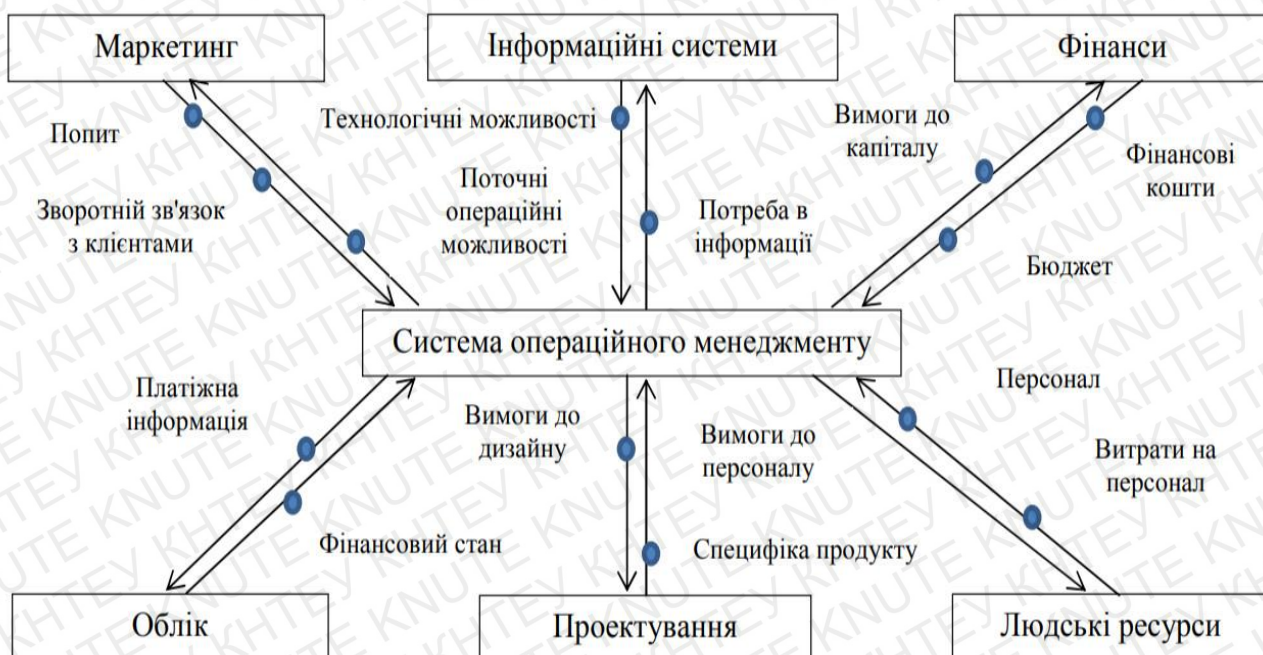 Маркетинг
Інформаційні системи
Фінанси
Попит
Зворотній зв'язок
з клієнтами
Технологічні можливості
Поточні
операційні
можливості
Потреба в
інформації
Вимоги до
капіталу
Фінансові
кошти
Бюджет
Система операційного менеджменту
Платіжна
інформація
Фінансовий стан
Вимоги до
дизайну
Вимоги до
персоналу
Специфіка продукту
Персонал
Витрати на
персонал
Облік
Проектування
Людські ресурси